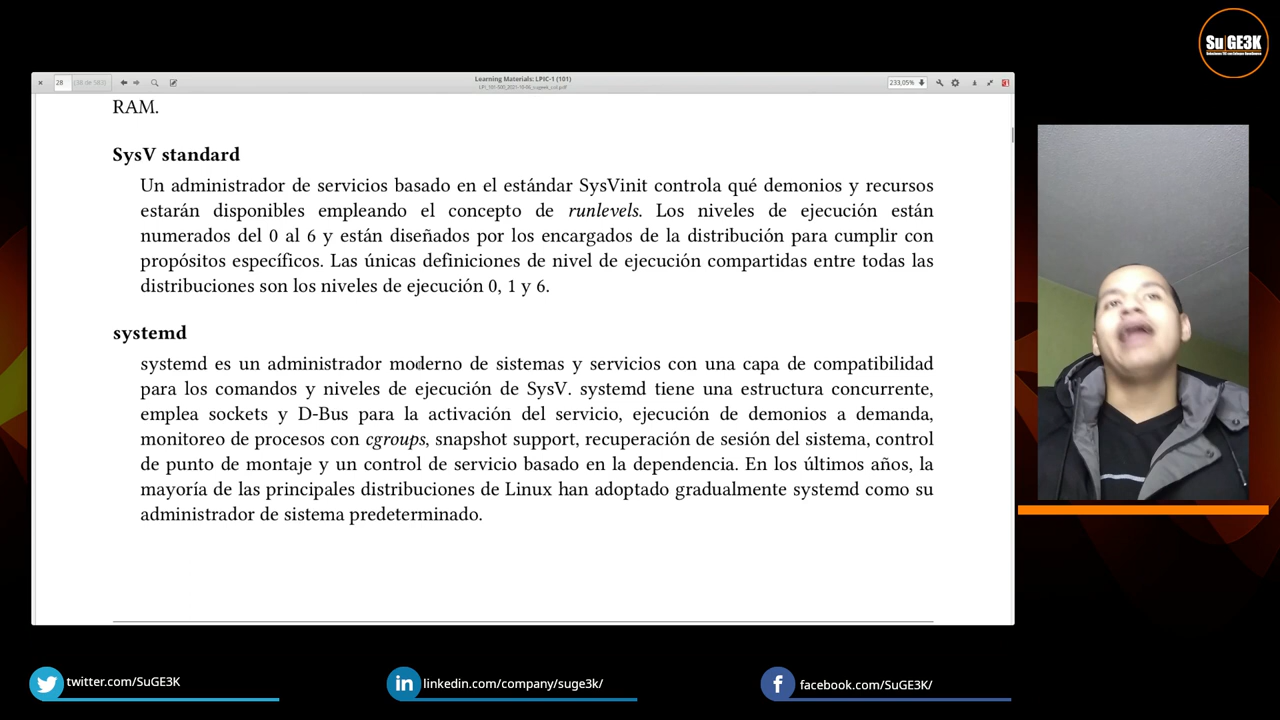 Su GE3K
28
Learning Materials: LPIC-1 (101)
233,05%
RAM.
SysV standard
Un administrador de servicios basado en el estándar SysVinit controla qué demonios y recursos
estarán disponibles empleando el concepto de runlevels. Los niveles de ejecución están
numerados del 0 al 6 y están diseñados por los encargados de la distribución para cumplir con
propósitos específicos. Las únicas definiciones de nivel de ejecución compartidas entre todas las
distribuciones son los niveles de ejecución 0, 1 y 6.
systemd
systemd es un administrador moderno de sistemas y servicios con una capa de compatibilidad
para los comandos y niveles de ejecución de SysV. systemd tiene una estructura concurrente,
emplea sockets y D-Bus para la activación del servicio, ejecución de demonios a demanda,
monitoreo de procesos con cgroups, snapshot support, recuperación de sesión del sistema, control
de punto de montaje y un control de servicio basado en la dependencia. En los últimos años, la
mayoría de las principales distribuciones de Linux han adoptado gradualmente systemd como su
administrador de sistema predeterminado.
twitter.com/SuGE3K
in linkedin.com/company/suge3k/
f facebook.com/SuGE3K/